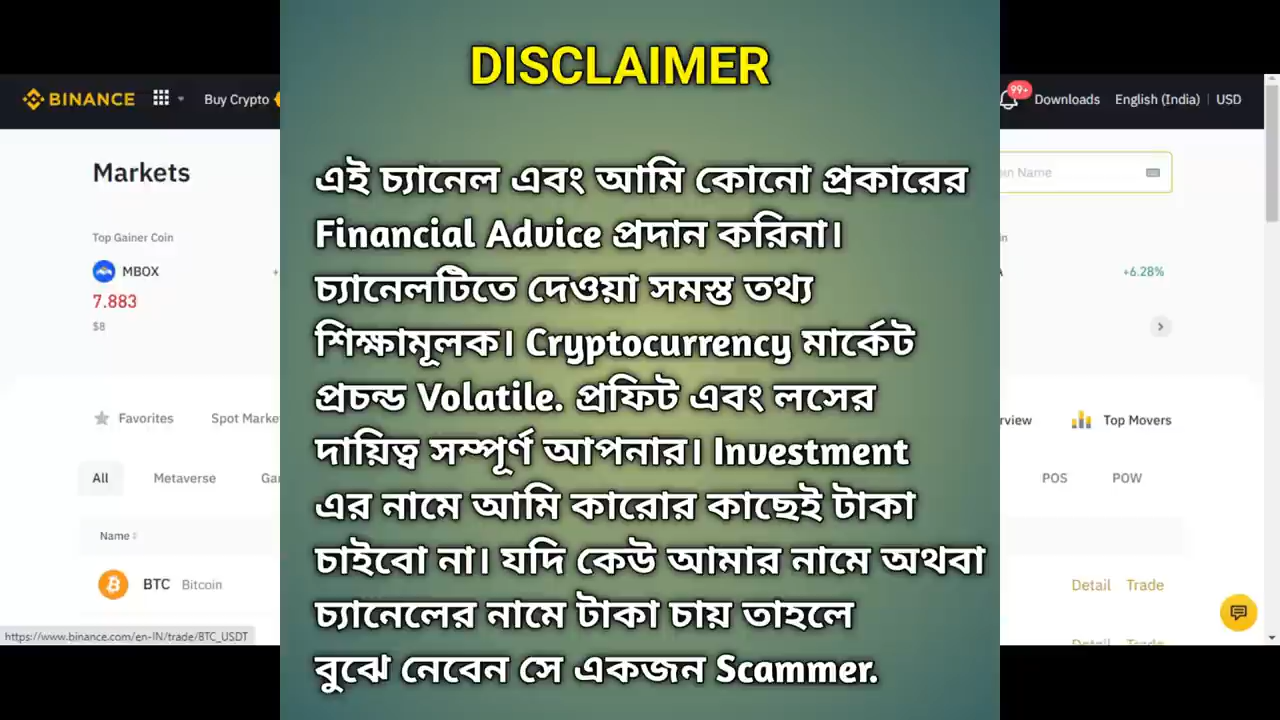 DISCLAIMER
এই চ্যানেল এবং আমি কোনো প্রকারের
Financial Advice প্রদান করিনা।
চ্যানেলটিতে দেওয়া সমস্ত তথ্য
শিক্ষামূলক। Cryptocurrency মার্কেট
প্রচন্ড Volatile. প্রফিট এবং লসের
দায়িত্ব সম্পূর্ণ আপনার। Investment
এর নামে আমি কারোর কাছেই টাকা
চাইবো না। যদি কেউ আমার নামে অথবা
চ্যানেলের নামে টাকা চায় তাহলে
বুঝে নেবেন সে একজন Scammer.
BINANCE Buy Crypto
99+
Downloads English (India) USD
Markets
Name
Top Gainer Coin
MBOX
+6.28%
7.883
$8
Favorites Spot
Top Movers
All Metaverse
POS POW
Name
BTC Bitcoin
Detail Trade
https://www.binance.com/en-IN/trade/BTC_USDT